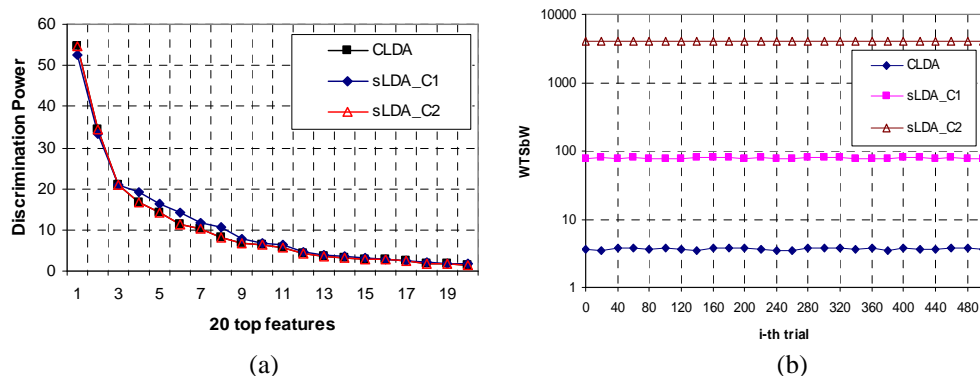 60
50
40
30
20
10
0
Discrimination Power
CLDA
sLDA_C1
sLDA_C2
1 3 5 7 9 11 13 15 17 19
20 top features
(a)
10000
1000
100
10
1
WTSbW
CLDA
sLDA_C1
sLDA_C2
0 40 80 120 160 200 240 280 320 360 400 440 480
i-th trial
(b)